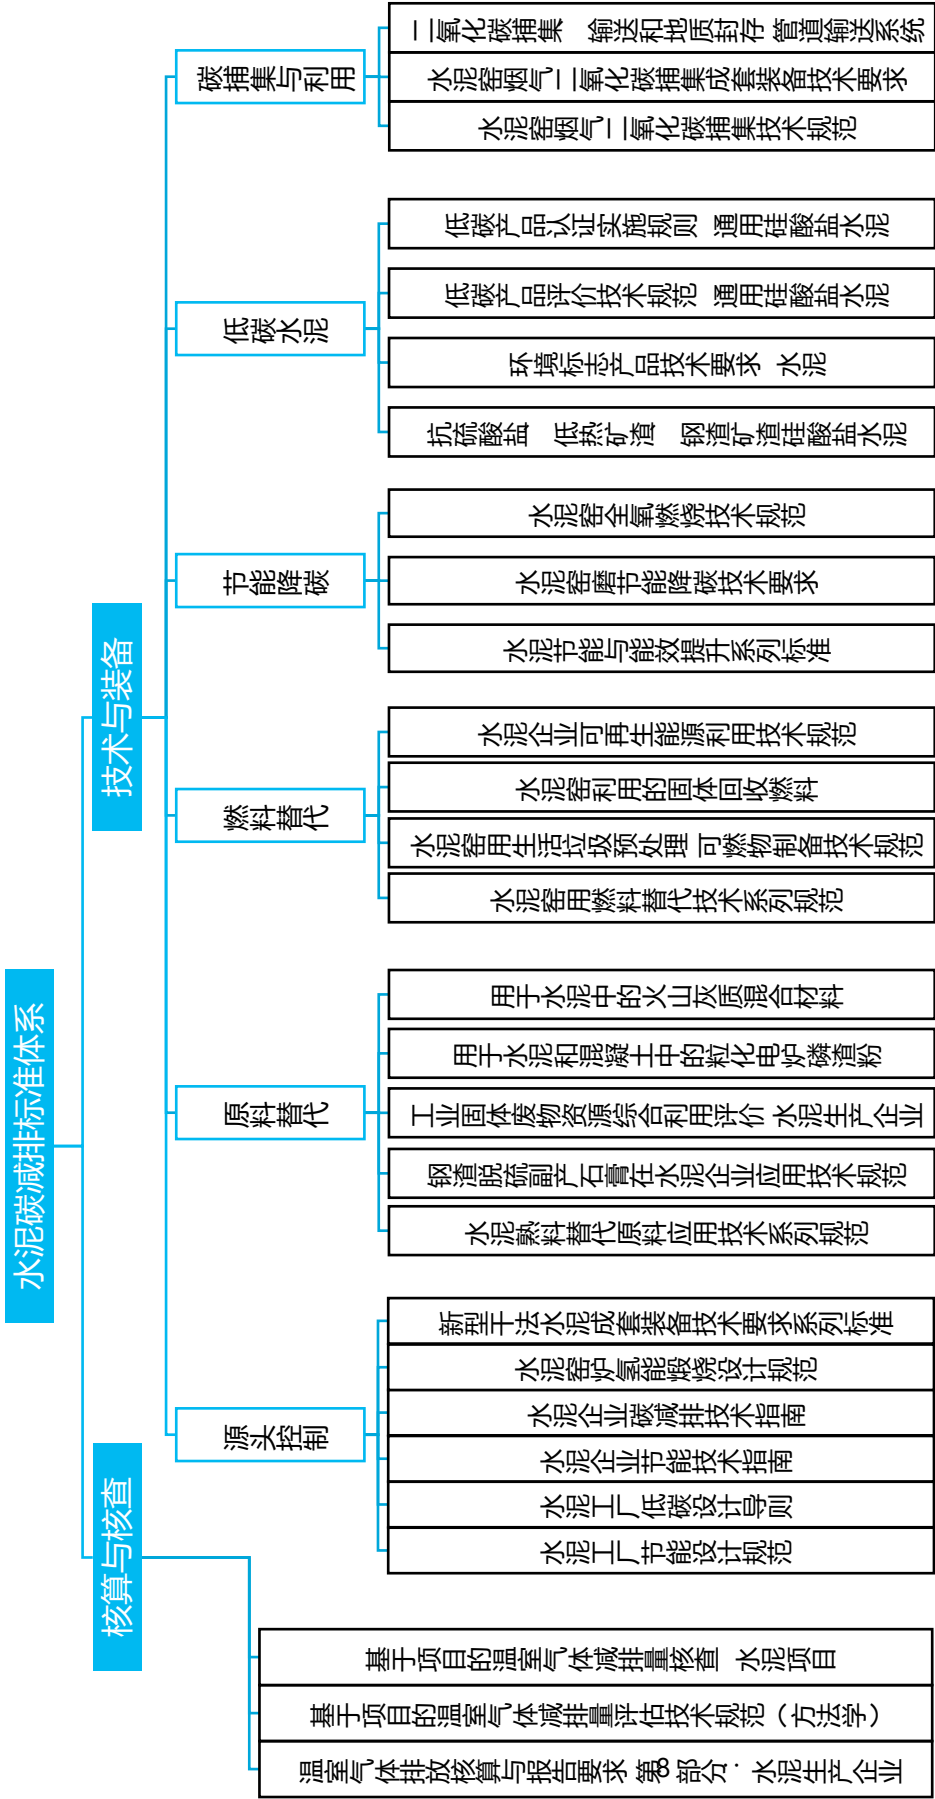 水泥碳减排标准体系
核算与核查
温室气体排放核算与报告要求 第8部分：水泥生产企业
基于项目的温室气体减排量评估技术规范（方法学）
基于项目的温室气体减排量核查 水泥项目
技术与装备
源头控制
水泥工厂节能设计规范
水泥工厂低碳设计导则
水泥企业节能技术指南
水泥企业碳减排技术指南
水泥窑炉氢能煅烧设计规范
新型干法水泥成套装备技术要求系列标准
原料替代
水泥熟料替代原料应用技术系列规范
钢渣脱硫副产石膏在水泥企业应用技术规范
工业固体废物资源综合利用评价 水泥生产企业
用于水泥和混凝土中的粒化电炉磷渣粉
用于水泥中的火山灰质混合材料
燃料替代
水泥窑用燃料替代技术系列规范
水泥窑用生活垃圾预处理 可燃物制备技术规范
水泥窑利用的固体回收燃料
水泥企业可再生能源利用技术规范
节能降碳
水泥节能与能效提升系列标准
水泥窑磨节能降碳技术要求
水泥窑全氧燃烧技术规范
低碳水泥
抗硫酸盐 低热矿渣 钢渣矿渣硅酸盐水泥
环境标志产品技术要求 水泥
低碳产品评价技术规范 通用硅酸盐水泥
低碳产品认证实施规则 通用硅酸盐水泥
碳捕集与利用
水泥窑烟气二氧化碳捕集技术规范
水泥窑烟气二氧化碳捕集成套装备技术要求
二氧化碳捕集 输送和地质封存 管道输送系统